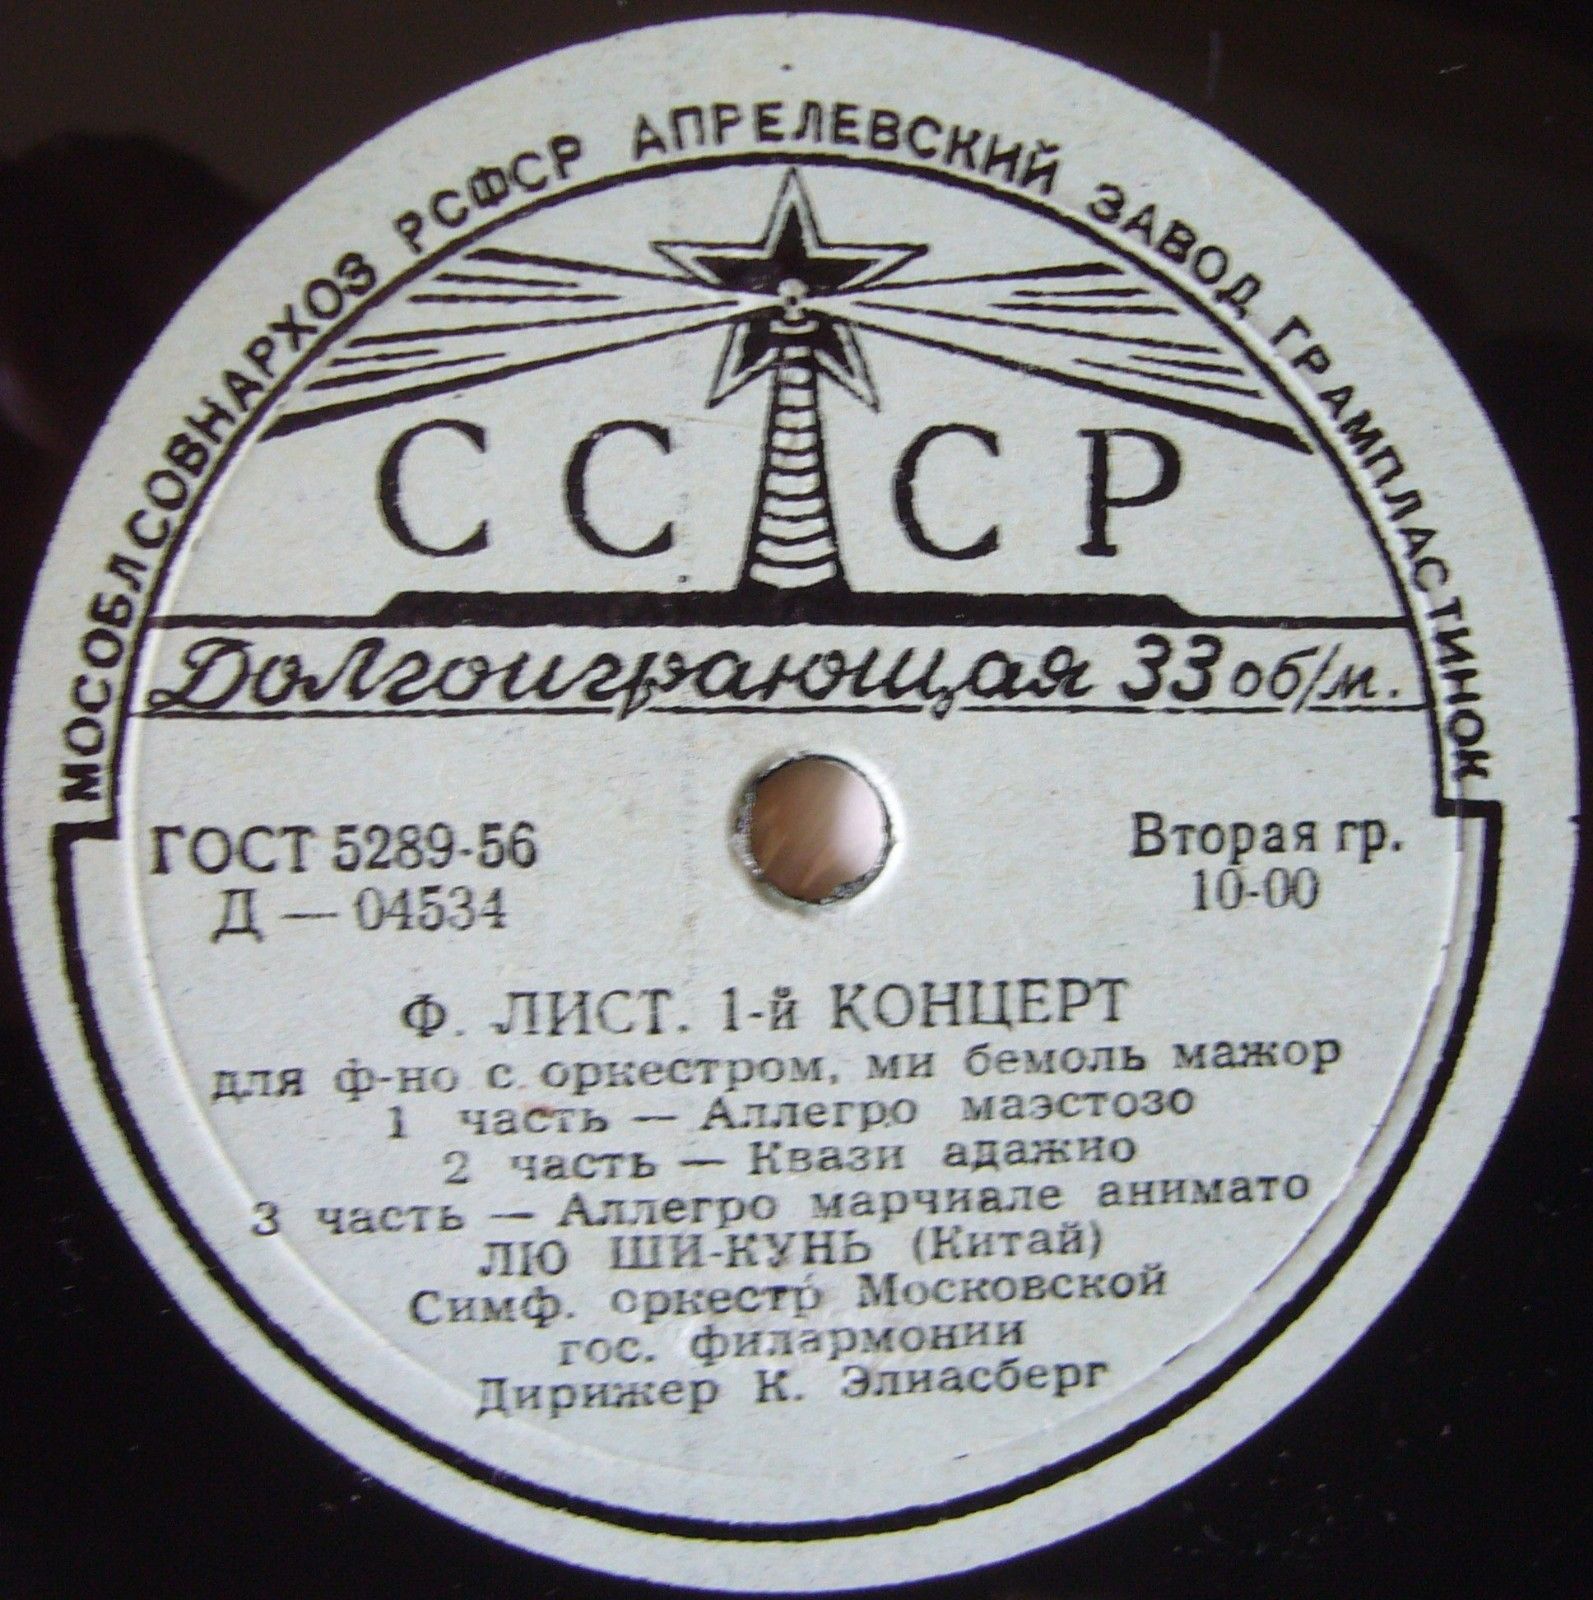 МОСОБЛСОВНАРХОЗ РСФСР АПРЕЛЕВСКИЙ ЗАВОД ГРАМПЛАСТИНОК
СССР
Долгоиграющая 33 об/м.
ГОСТ 5289-56
Д — 04534
Вторая гр.
10-00
Ф. ЛИСТ. 1-й КОНЦЕРТ
для ф-но с оркестром, ми бемоль мажор
1 часть — Аллегро маэстозо
2 часть — Квази адажио
3 часть — Аллегро марчиале анимато
ЛЮ ШИ-КУНЬ (Китай)
Симф. оркестр Московской
гос. филармонии
Дирижер К. Элиасберг